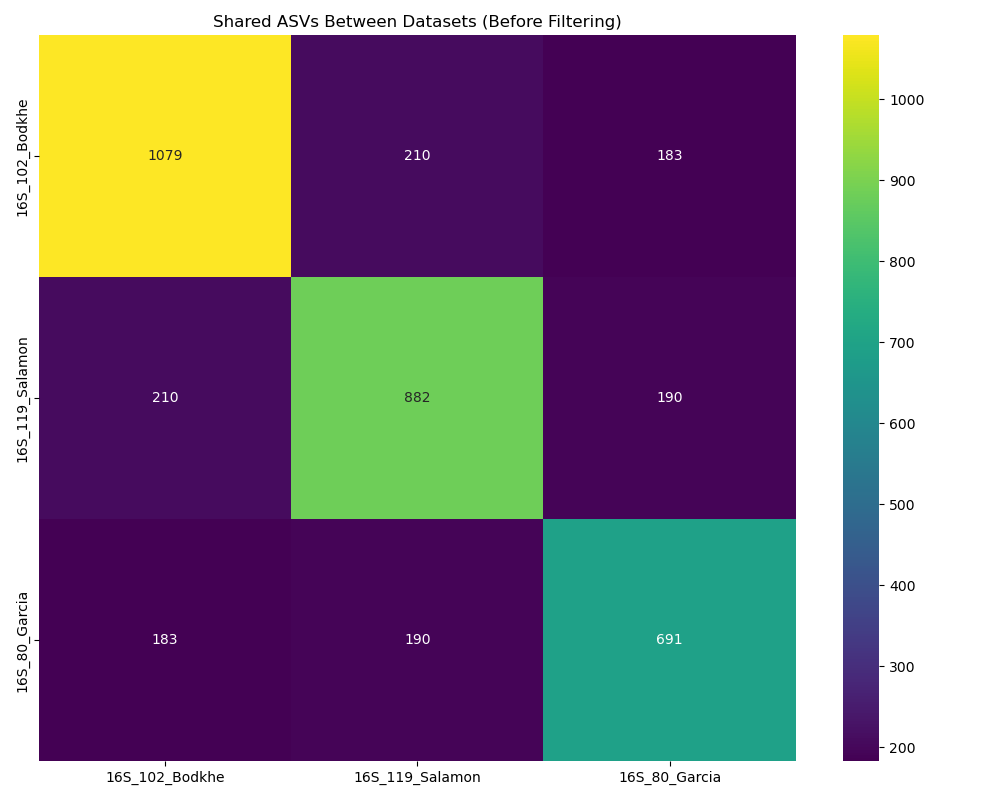 Shared ASVs Between Datasets (Before Filtering)
16S_102_Bodkhe
1079
210
183
16S_119_Salamon
210
882
190
16S_80_Garcia
183
190
691
16S_102_Bodkhe
16S_119_Salamon
16S_80_Garcia
1000
900
800
700
600
500
400
300
200